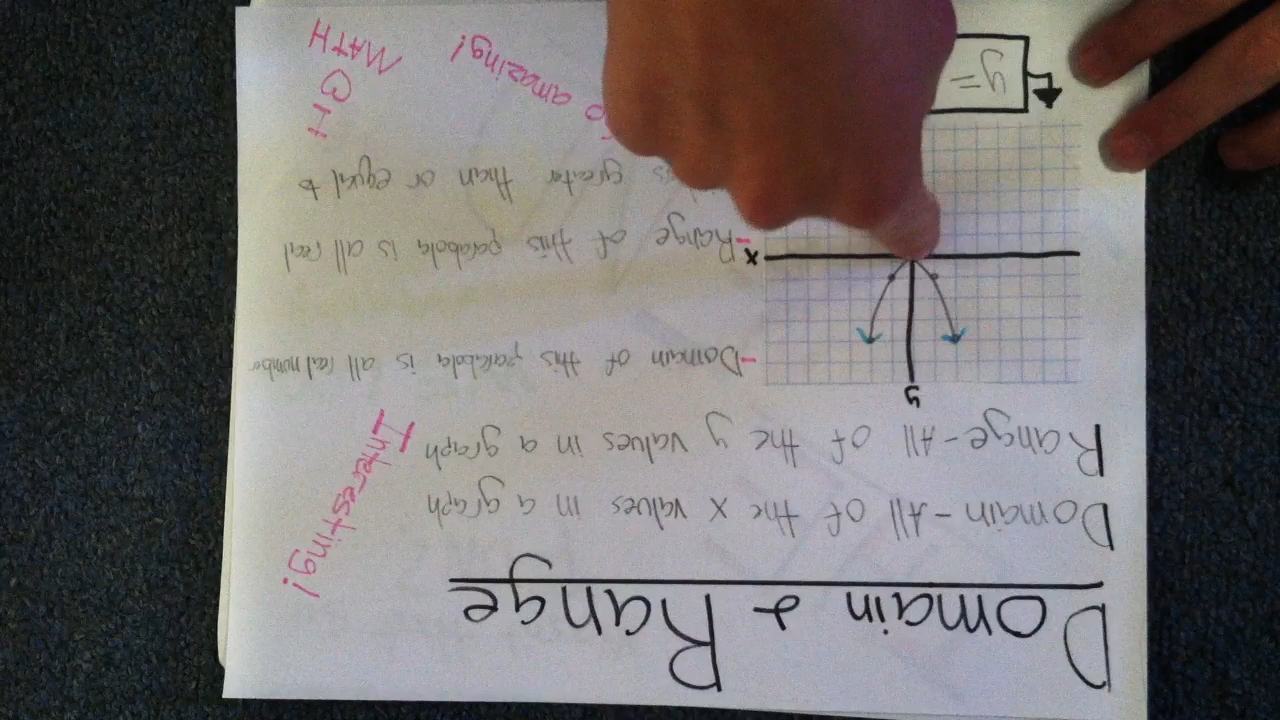 Domain & Range
Domain - All of the x values in a graph
Range - All of the y values in a graph
Interesting!
y
x
- Domain of this parabola is all real number
- Range of this parabola is all real
greater than or equal to
y=
amazing!
MATH